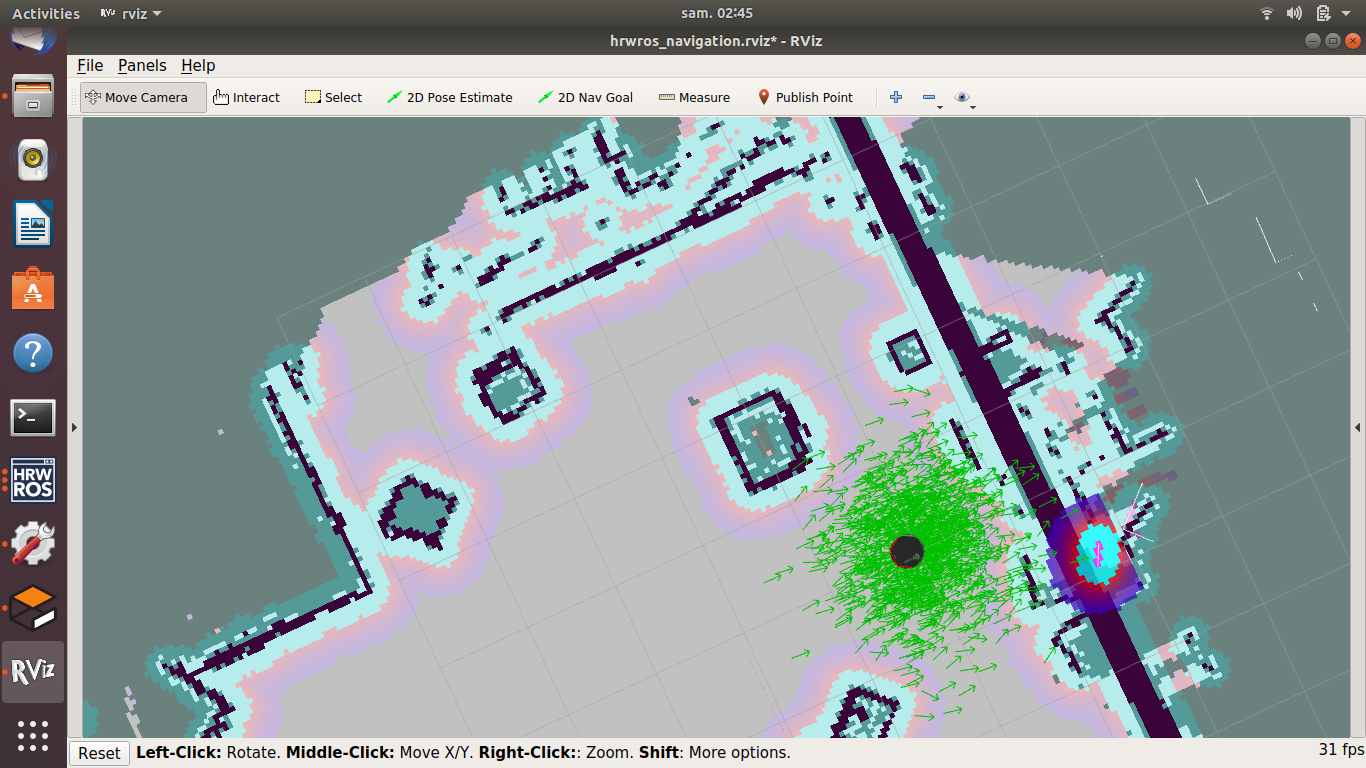 Activities RViz rviz sam. 02:45
hrwros_navigation.rviz* - RViz
File Panels Help
Move Camera Interact Select 2D Pose Estimate 2D Nav Goal Measure Publish Point
HRW
ROS
RViz
Reset Left-Click: Rotate. Middle-Click: Move X/Y. Right-Click:: Zoom. Shift: More options. 31 fps